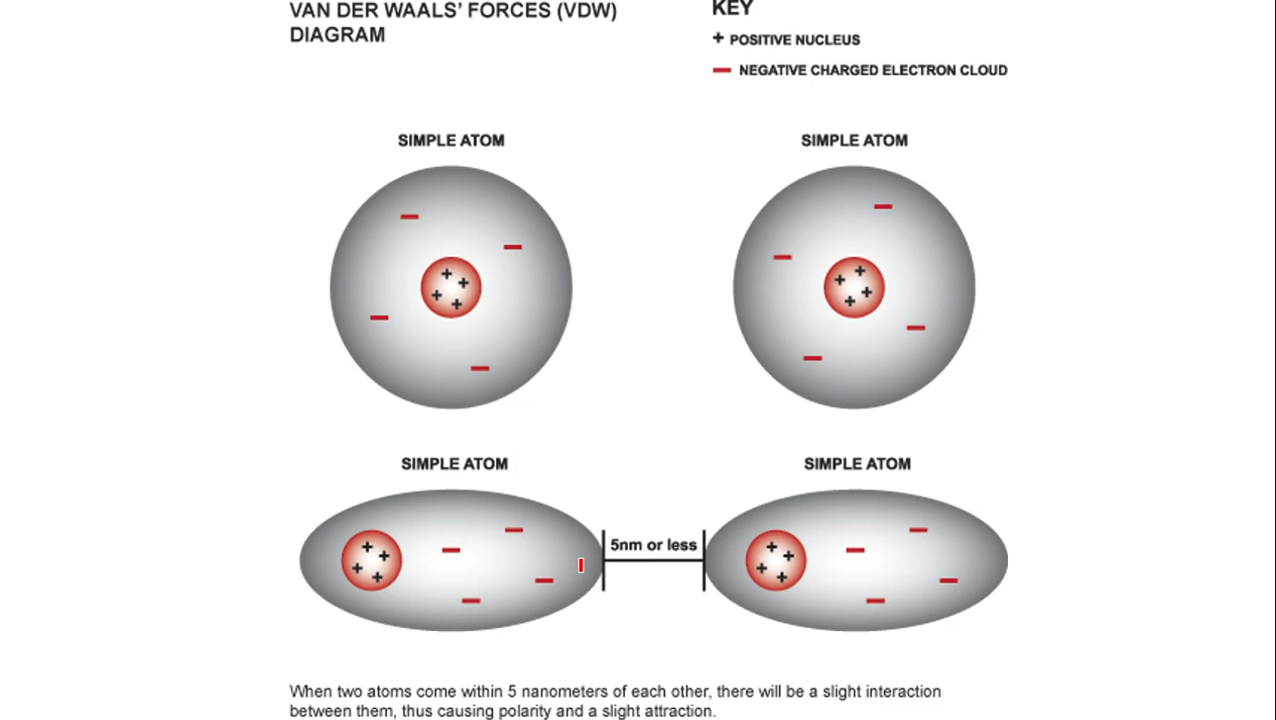 VAN DER WAALS' FORCES (VDW)
DIAGRAM
KEY
+ POSITIVE NUCLEUS
− NEGATIVE CHARGED ELECTRON CLOUD
SIMPLE ATOM
SIMPLE ATOM
SIMPLE ATOM
SIMPLE ATOM
5nm or less
When two atoms come within 5 nanometers of each other, there will be a slight interaction
between them, thus causing polarity and a slight attraction.